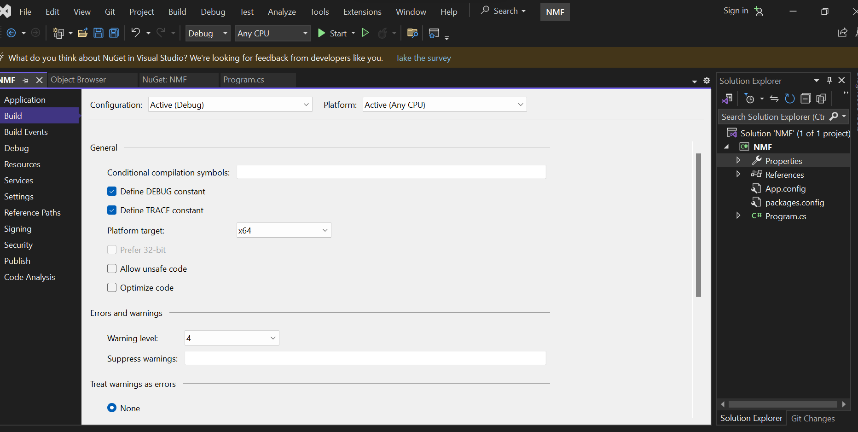 File Edit View Git Project Build Debug Test Analyze Tools Extensions Window Help Search NMF Sign in
Debug Any CPU Start
What do you think about NuGet in Visual Studio? We're looking for feedback from developers like you. Take the survey
NMF Object Browser NuGet: NMF Program.cs
Application
Build
Build Events
Debug
Resources
Services
Settings
Reference Paths
Signing
Security
Publish
Code Analysis
Configuration: Active (Debug) Platform: Active (Any CPU)
General
Conditional compilation symbols:
Define DEBUG constant
Define TRACE constant
Platform target: x64
Prefer 32-bit
Allow unsafe code
Optimize code
Errors and warnings
Warning level: 4
Suppress warnings:
Treat warnings as errors
None
Solution Explorer
Search Solution Explorer (Ctr
Solution 'NMF' (1 of 1 project)
C# NMF
Properties
References
App.config
packages.config
C# Program.cs
Solution Explorer Git Changes